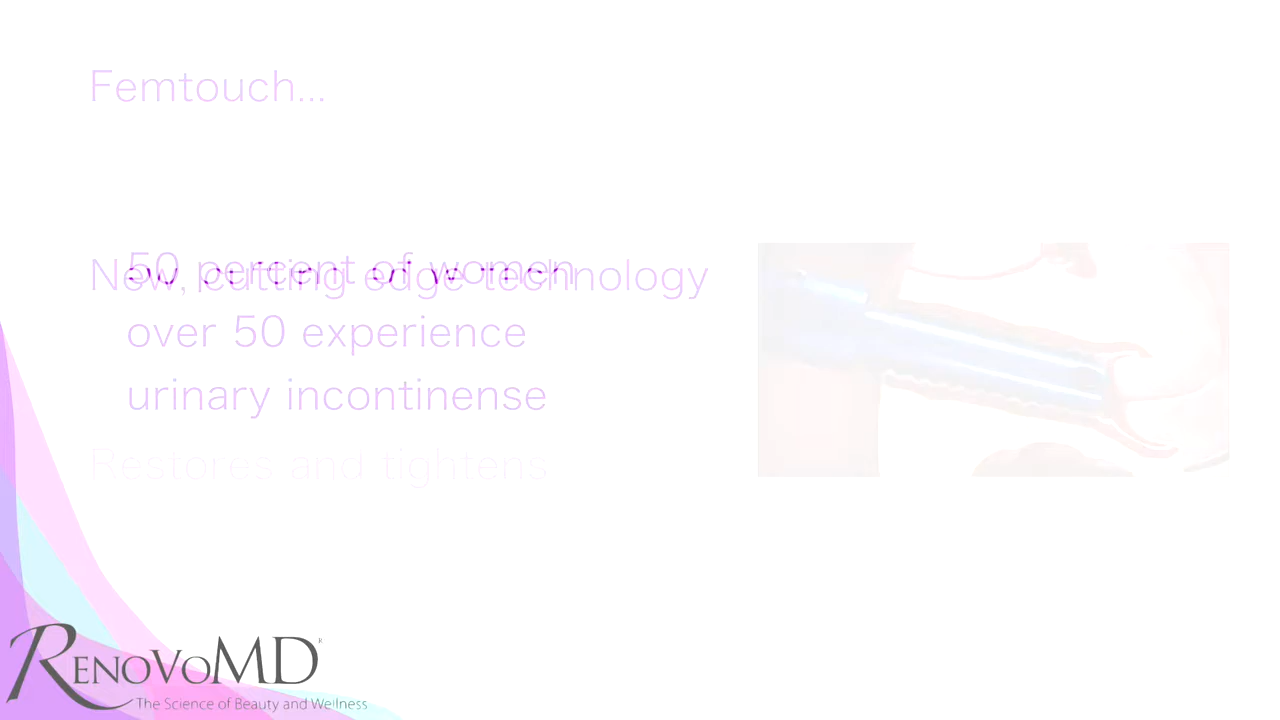 Femtouch...
50 percent of women
New, cutting edge technology
over 50 experience
urinary incontinense
Restores and tightens
RENOVOMD
The Science of Beauty and Wellness